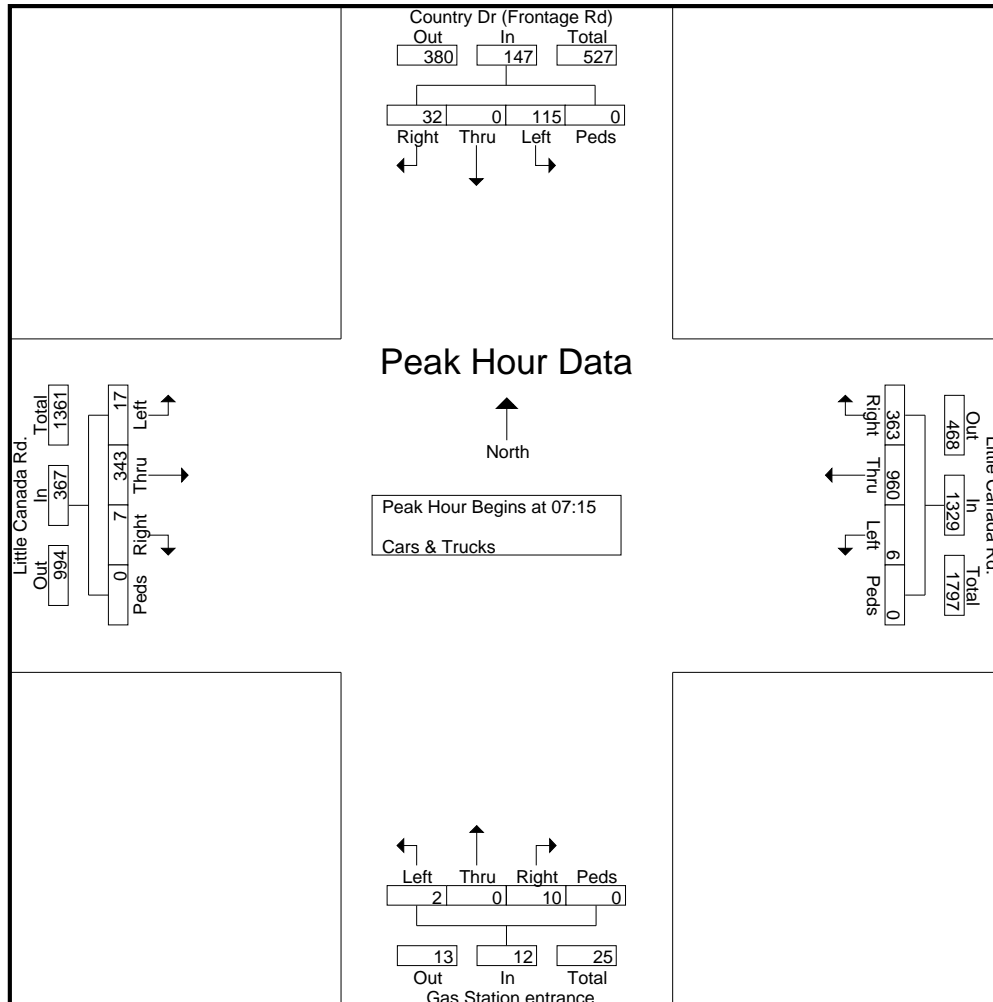 Country Dr (Frontage Rd)
Out In Total
380 147 527
32 0 115 0
Right Thru Left Peds
Peak Hour Data
North
Peak Hour Begins at 07:15
Cars & Trucks
Little Canada Rd.
Out In Total
994 367 1361
0 7 343 17
Peds Right Thru Left
Little Canada Rd.
Out In Total
468 1329 1797
363 960 6 0
Right Thru Left Peds
Left Thru Right Peds
2 0 10 0
13 12 25
Out In Total
Gas Station entrance